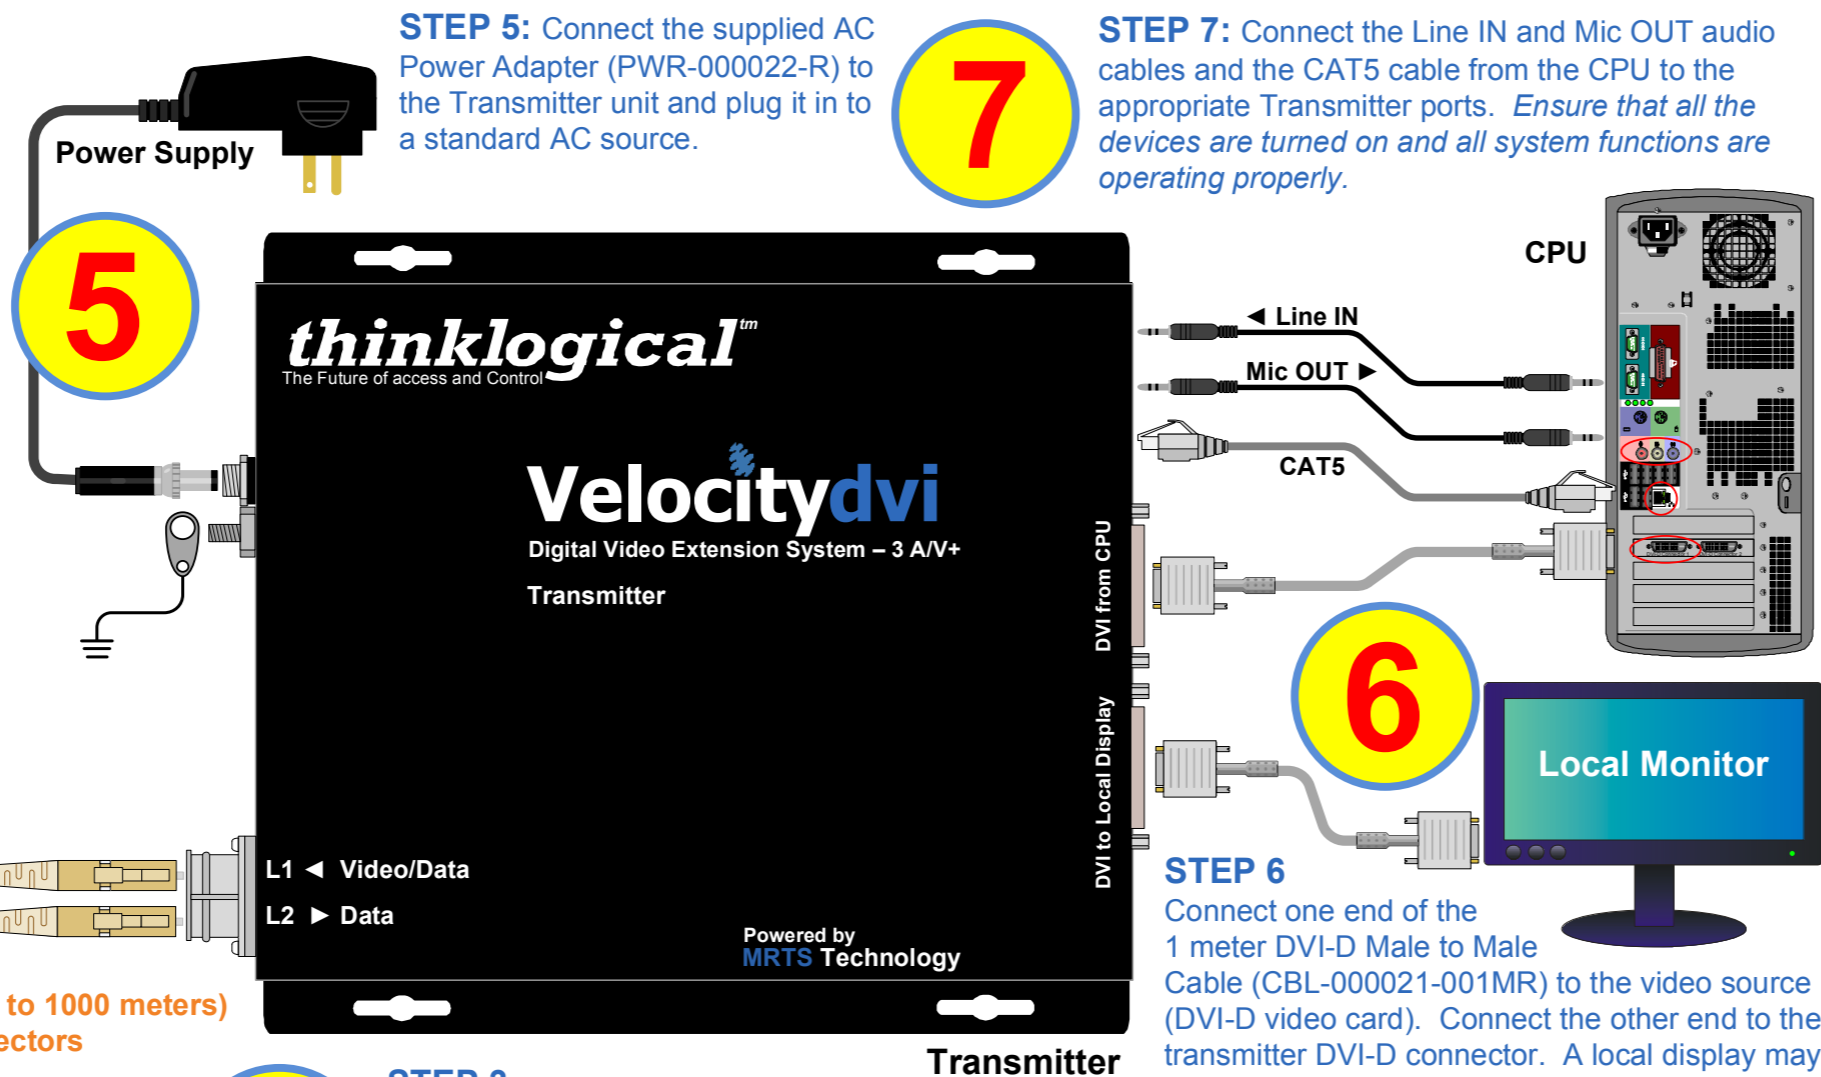 STEP 5: Connect the supplied AC
Power Adapter (PWR-000022-R) to
the Transmitter unit and plug it in to
a standard AC source.
7
STEP 7: Connect the Line IN and Mic OUT audio
cables and the CAT5 cable from the CPU to the
appropriate Transmitter ports. Ensure that all the
devices are turned on and all system functions are
operating properly.
Power Supply
5
CPU
thinklogical tm
The Future of access and Control
◄ Line IN
Mic OUT ►
CAT5
Velocitydvi
Digital Video Extension System – 3 A/V+
Transmitter
DVI from CPU
DVI to Local Display
6
Local Monitor
L1 ◄ Video/Data
L2 ► Data
Powered by
MRTS Technology
STEP 6
Connect one end of the
1 meter DVI-D Male to Male
Cable (CBL-000021-001MR) to the video source
(DVI-D video card). Connect the other end to the
transmitter DVI-D connector. A local display may
to 1000 meters)
ectors
Transmitter